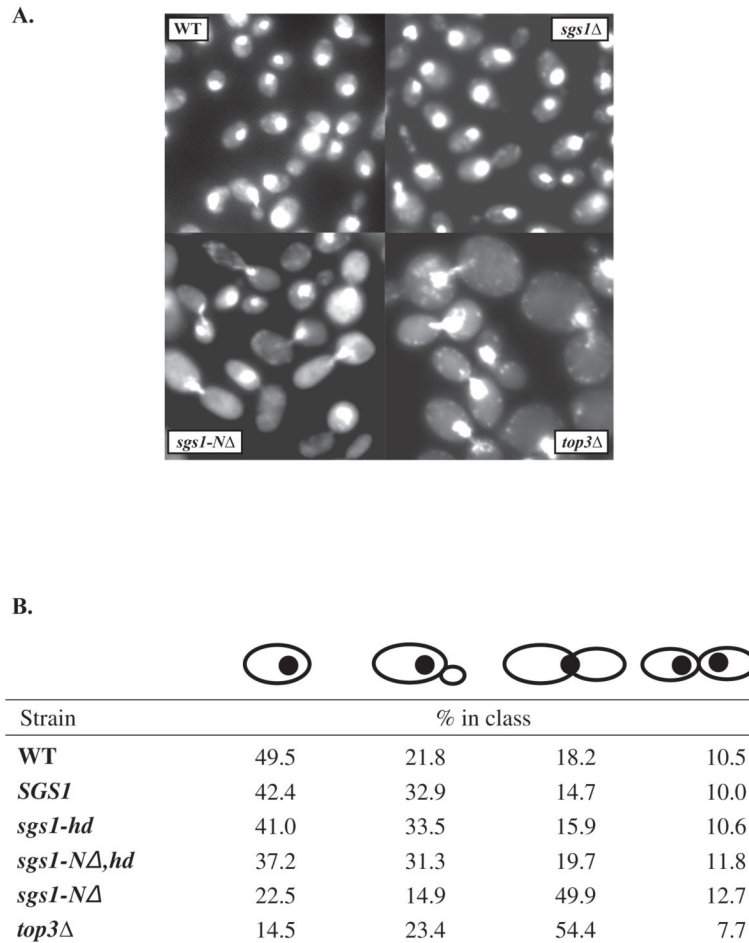 A.
WT sgs1Δ
sgs1-NΔ top3Δ
B.
Strain % in class
WT 49.5 21.8 18.2 10.5
SGS1 42.4 32.9 14.7 10.0
sgs1-hd 41.0 33.5 15.9 10.6
sgs1-NΔ,hd 37.2 31.3 19.7 11.8
sgs1-NΔ 22.5 14.9 49.9 12.7
top3Δ 14.5 23.4 54.4 7.7